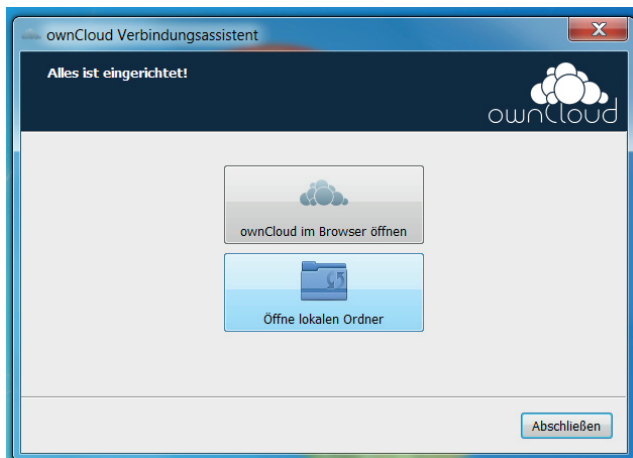 ownCloud Verbindungsassistent
Alles ist eingerichtet!
ownCloud
ownCloud im Browser öffnen
Öffne lokalen Ordner
Abschließen